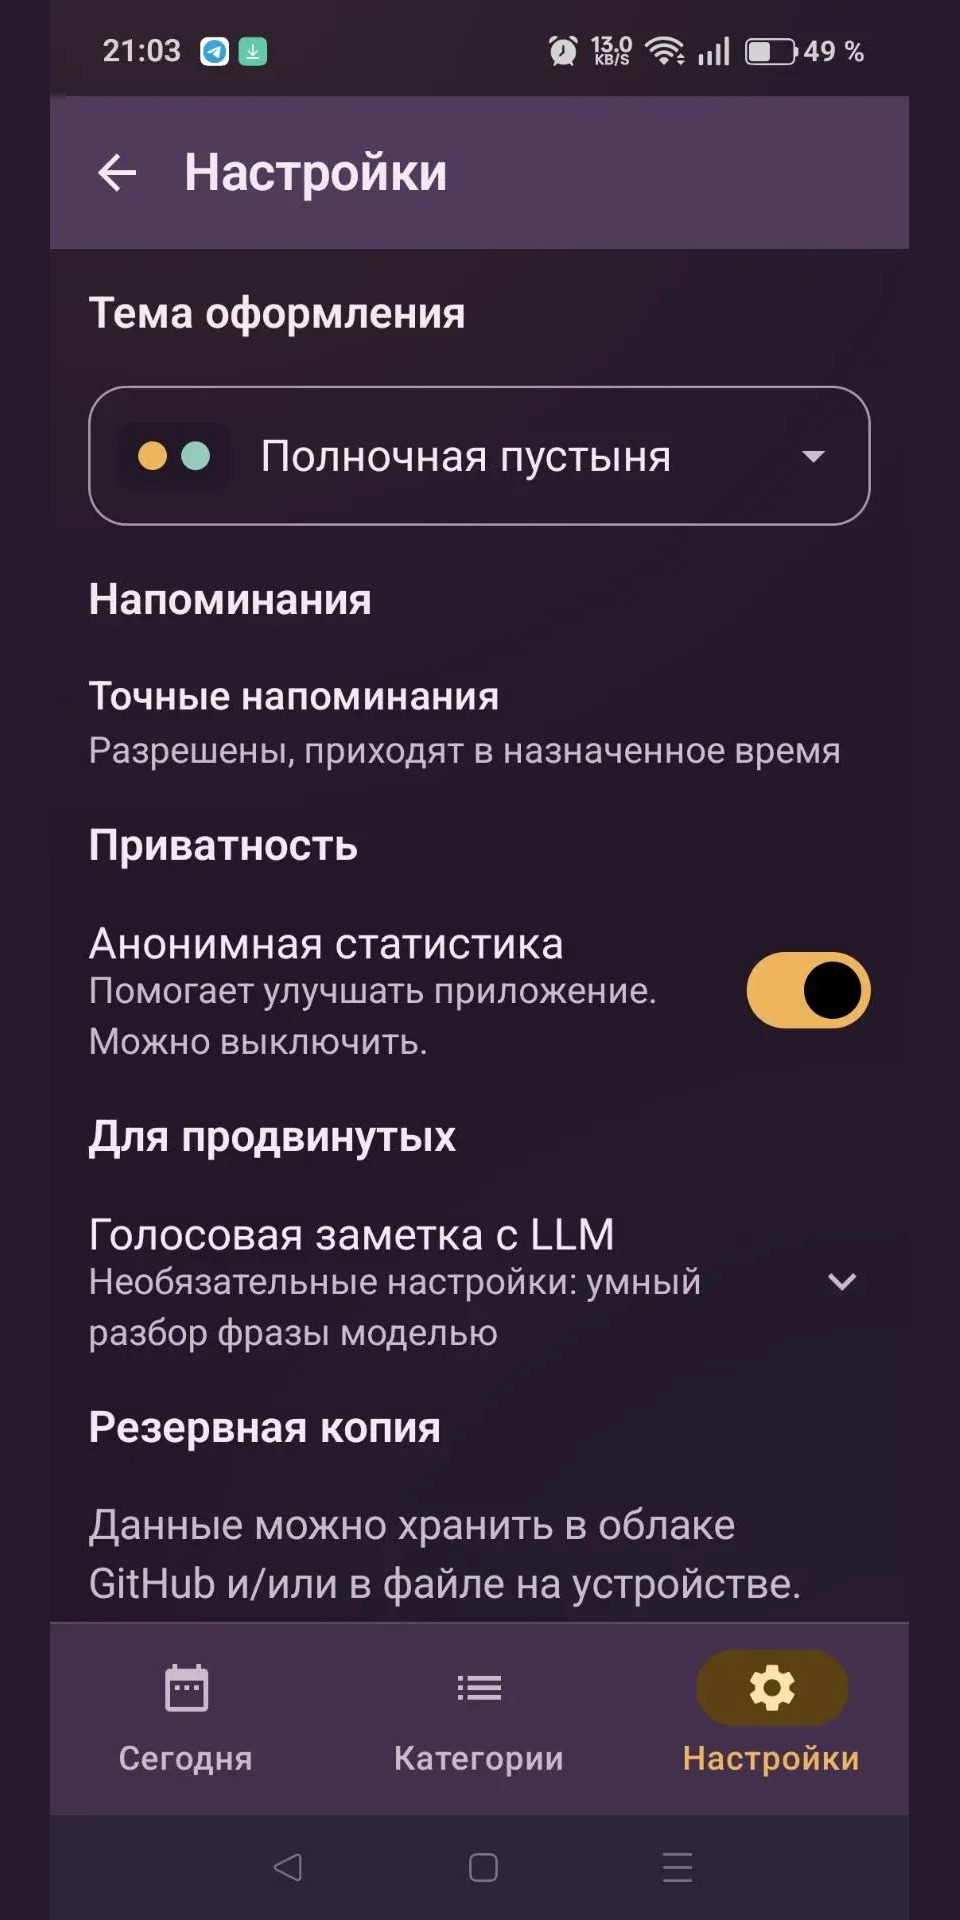 21:03
13.0
KB/S
49 %
Настройки
Тема оформления
Полночная пустыня
Напоминания
Точные напоминания
Разрешены, приходят в назначенное время
Приватность
Анонимная статистика
Помогает улучшать приложение.
Можно выключить.
Для продвинутых
Голосовая заметка с LLM
Необязательные настройки: умный
разбор фразы моделью
Резервная копия
Данные можно хранить в облаке
GitHub и/или в файле на устройстве.
Сегодня
Категории
Настройки